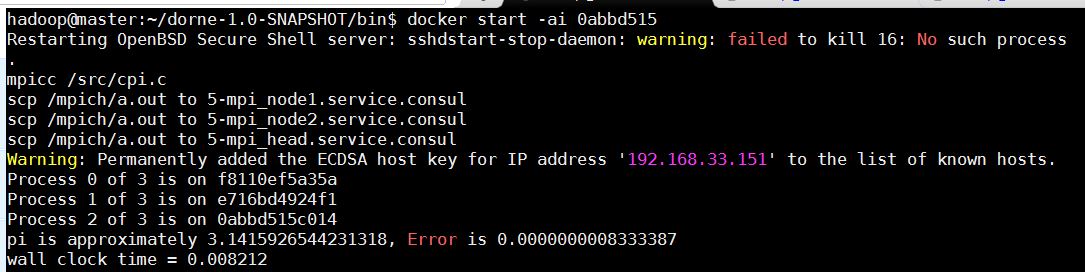 hadoop@master:~/dorne-1.0-SNAPSHOT/bin$ docker start -ai 0abbd515
Restarting OpenBSD Secure Shell server: sshdstart-stop-daemon: warning: failed to kill 16: No such process
.
mpicc /src/cpi.c
scp /mpich/a.out to 5-mpi_node1.service.consul
scp /mpich/a.out to 5-mpi_node2.service.consul
scp /mpich/a.out to 5-mpi_head.service.consul
Warning: Permanently added the ECDSA host key for IP address '192.168.33.151' to the list of known hosts.
Process 0 of 3 is on f8110ef5a35a
Process 1 of 3 is on e716bd4924f1
Process 2 of 3 is on 0abbd515c014
pi is approximately 3.1415926544231318, Error is 0.0000000008333387
wall clock time = 0.008212